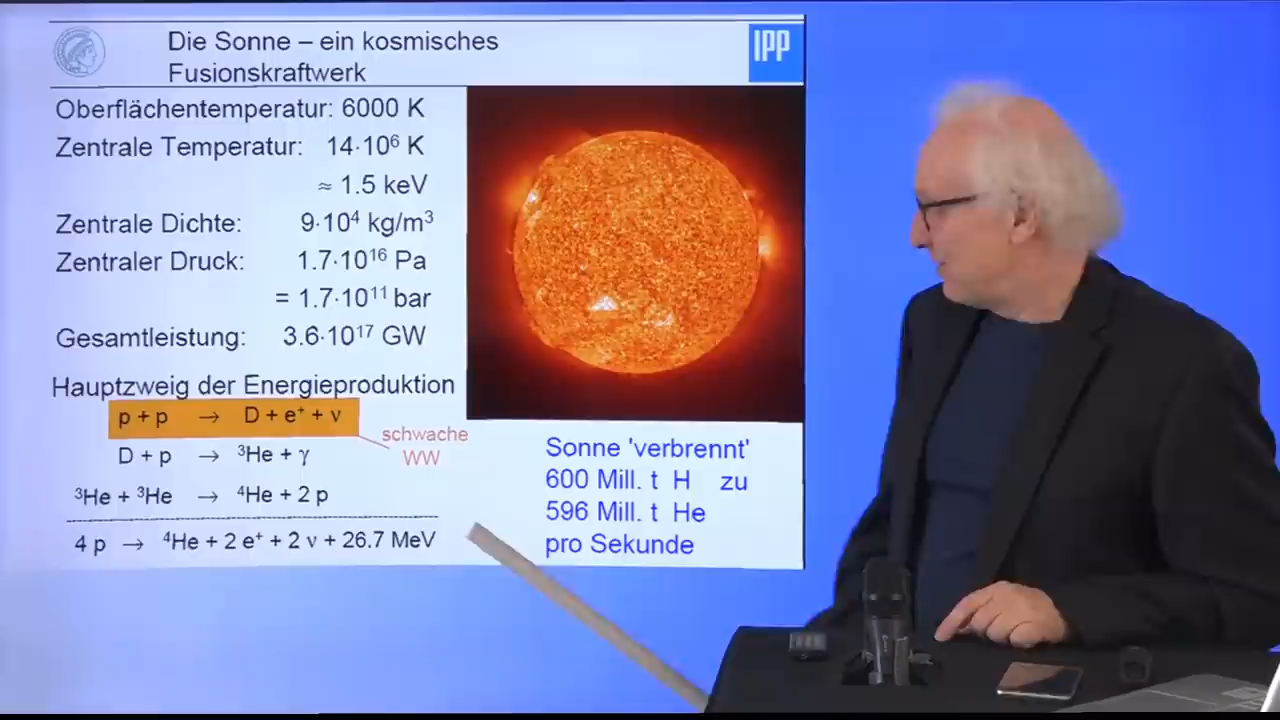 Die Sonne – ein kosmisches
Fusionskraftwerk
IPP
Oberflächentemperatur: 6000 K
Zentrale Temperatur: 14·10⁶ K
≈ 1.5 keV
Zentrale Dichte: 9·10⁴ kg/m³
Zentraler Druck: 1.7·10¹⁶ Pa
= 1.7·10¹¹ bar
Gesamtleistung: 3.6·10¹⁷ GW
Hauptzweig der Energieproduktion
p + p → D + e⁺ + ν
schwache
WW
D + p → ³He + γ
³He + ³He → ⁴He + 2 p
4 p → ⁴He + 2 e⁺ + 2 ν + 26.7 MeV
Sonne 'verbrennt'
600 Mill. t H zu
596 Mill. t He
pro Sekunde